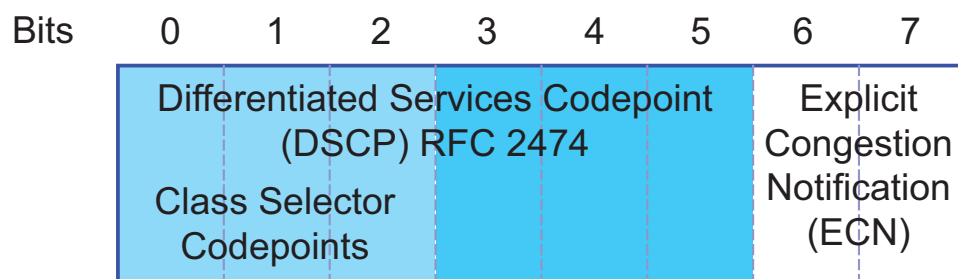 Bits 0 1 2 3 4 5 6 7
Differentiated Services Codepoint
(DSCP) RFC 2474
Class Selector
Codepoints
Explicit
Congestion
Notification
(ECN)